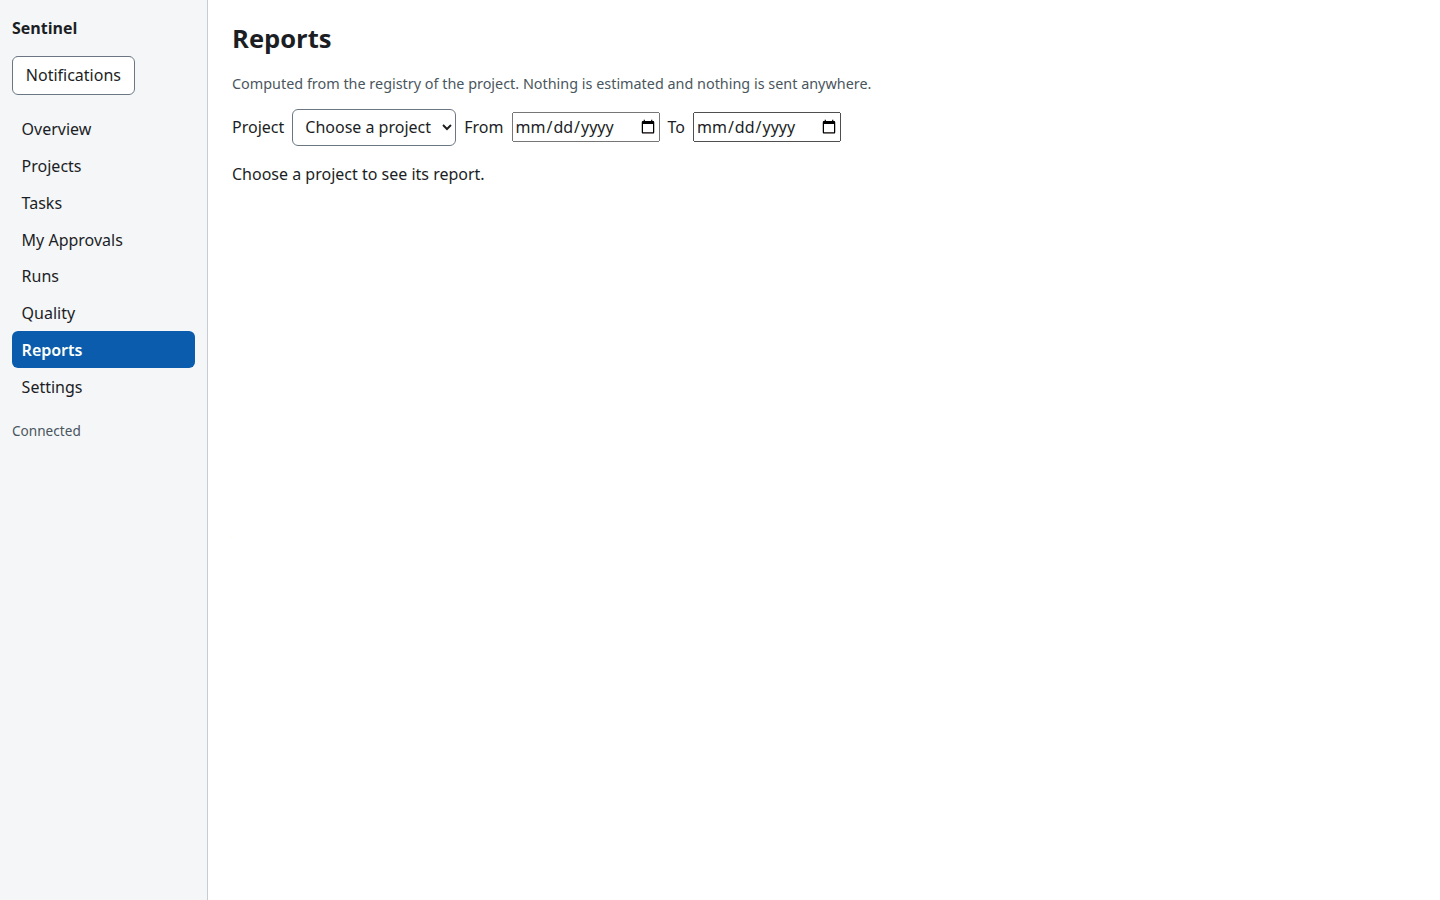 Sentinel
Notifications
Overview
Projects
Tasks
My Approvals
Runs
Quality
Reports
Settings
Connected
Reports
Computed from the registry of the project. Nothing is estimated and nothing is sent anywhere.
Project Choose a project From mm/dd/yyyy To mm/dd/yyyy
Choose a project to see its report.